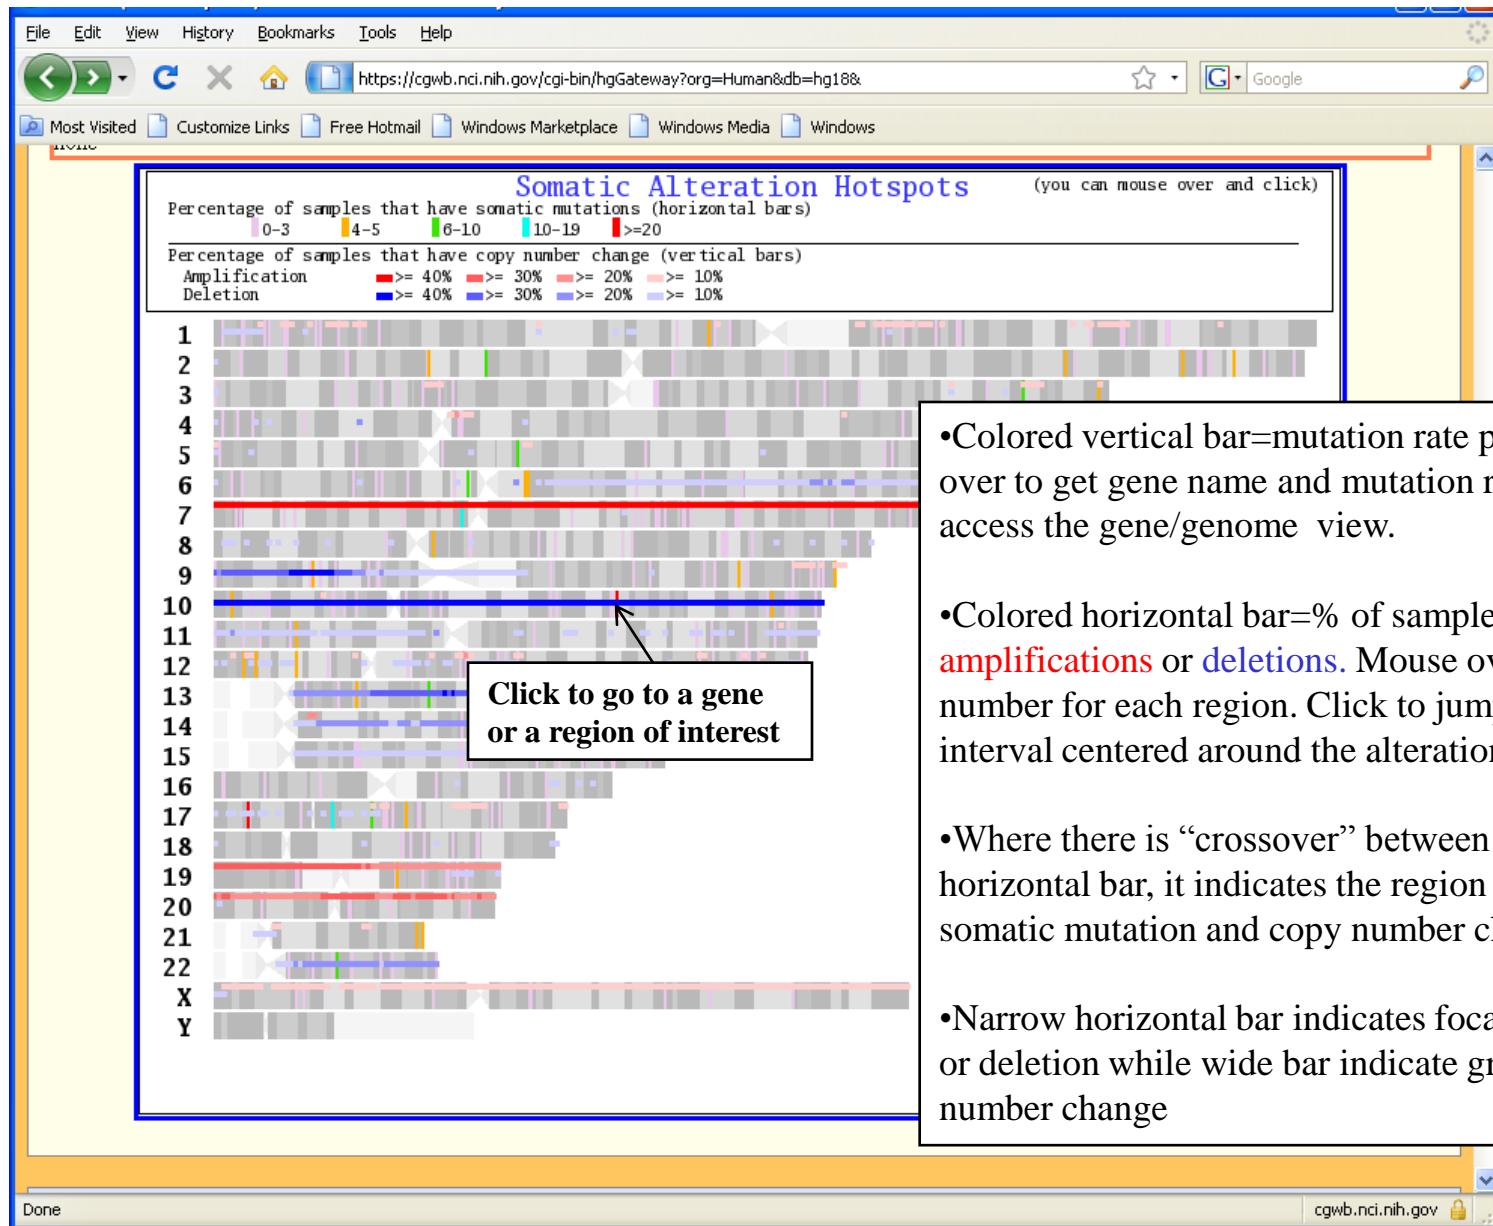 File Edit View History Bookmarks Tools Help
https://cgwb.nci.nih.gov/cgi-bin/hgGateway?org=Human&db=hg18&
G Google
Most Visited Customize Links Free Hotmail Windows Marketplace Windows Media Windows
none
Somatic Alteration Hotspots (you can mouse over and click)
Percentage of samples that have somatic mutations (horizontal bars)
0-3 4-5 6-10 10-19 >=20
Percentage of samples that have copy number change (vertical bars)
Amplification >= 40% >= 30% >= 20% >= 10%
Deletion >= 40% >= 30% >= 20% >= 10%
1
2
3
4
5
6
7
8
9
10
11
12
13
14
15
16
17
18
19
20
21
22
X
Y
Click to go to a gene
or a region of interest
•Colored vertical bar=mutation rate p
over to get gene name and mutation r
access the gene/genome view.
•Colored horizontal bar=% of sample
amplifications or deletions. Mouse ov
number for each region. Click to jum
interval centered around the alteration
•Where there is “crossover” between
horizontal bar, it indicates the region
somatic mutation and copy number c
•Narrow horizontal bar indicates foca
or deletion while wide bar indicate gr
number change
Done
cgwb.nci.nih.gov